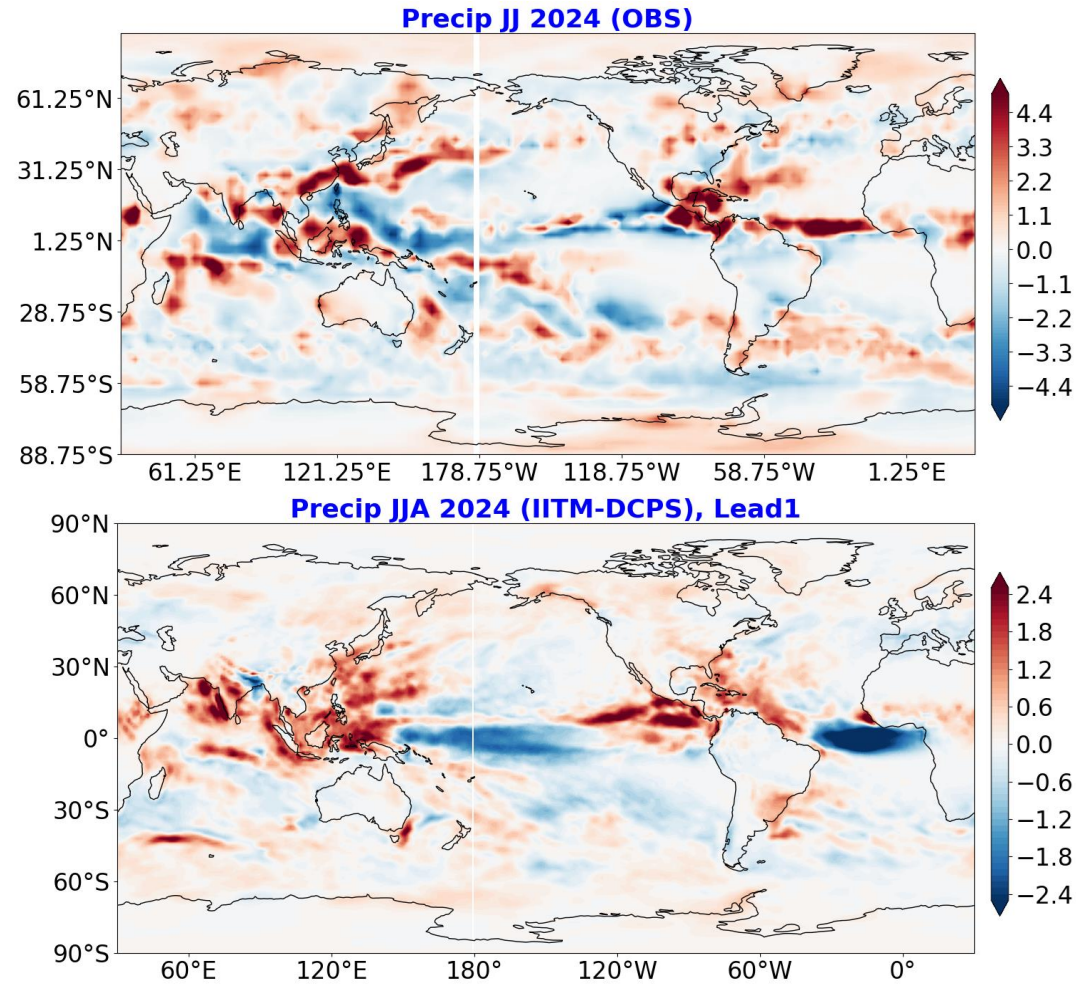 Precip JJ 2024 (OBS)
61.25°N
31.25°N
1.25°N
28.75°S
58.75°S
88.75°S
61.25°E 121.25°E 178.75°W 118.75°W 58.75°W 1.25°E
4.4
3.3
2.2
1.1
0.0
−1.1
−2.2
−3.3
−4.4
Precip JJA 2024 (IITM-DCPS), Lead1
90°N
60°N
30°N
0°
30°S
60°S
90°S
60°E 120°E 180° 120°W 60°W 0°
2.4
1.8
1.2
0.6
0.0
−0.6
−1.2
−1.8
−2.4